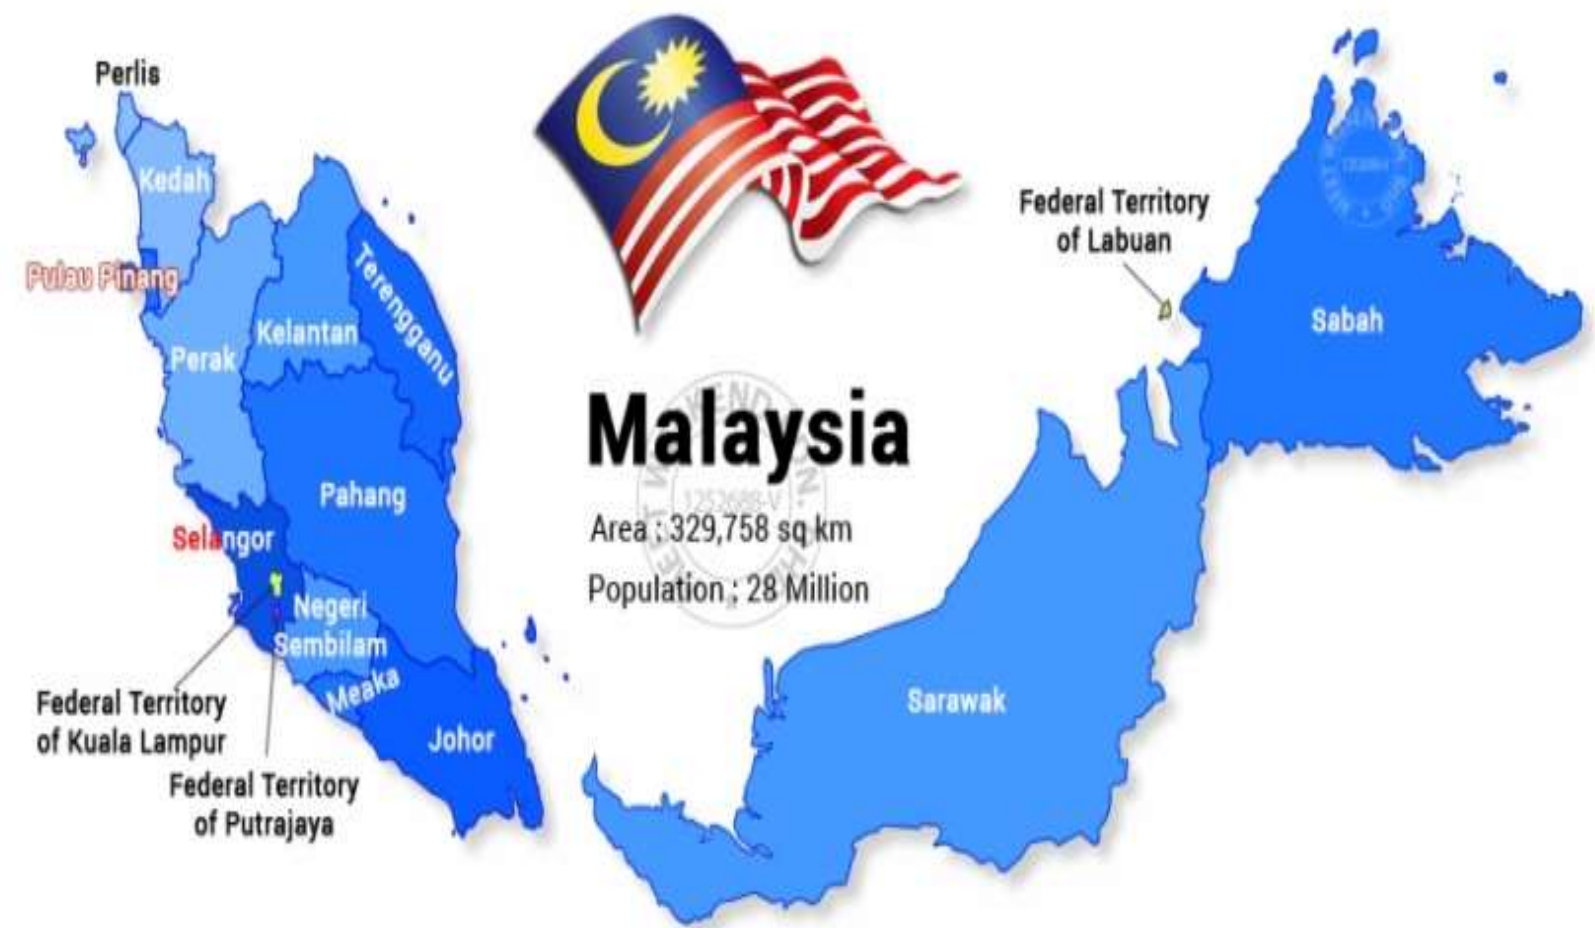 Perlis
Kedah
Pulau Pinang
Perak
Kelantan
Terengganu
Pahang
Selangor
Negeri
Sembilam
Meaka
Johor
Federal Territory
of Kuala Lampur
Federal Territory
of Putrajaya
Malaysia
Area : 329,758 sq km
Population : 28 Million
1252688-V
Federal Territory
of Labuan
Sabah
Sarawak